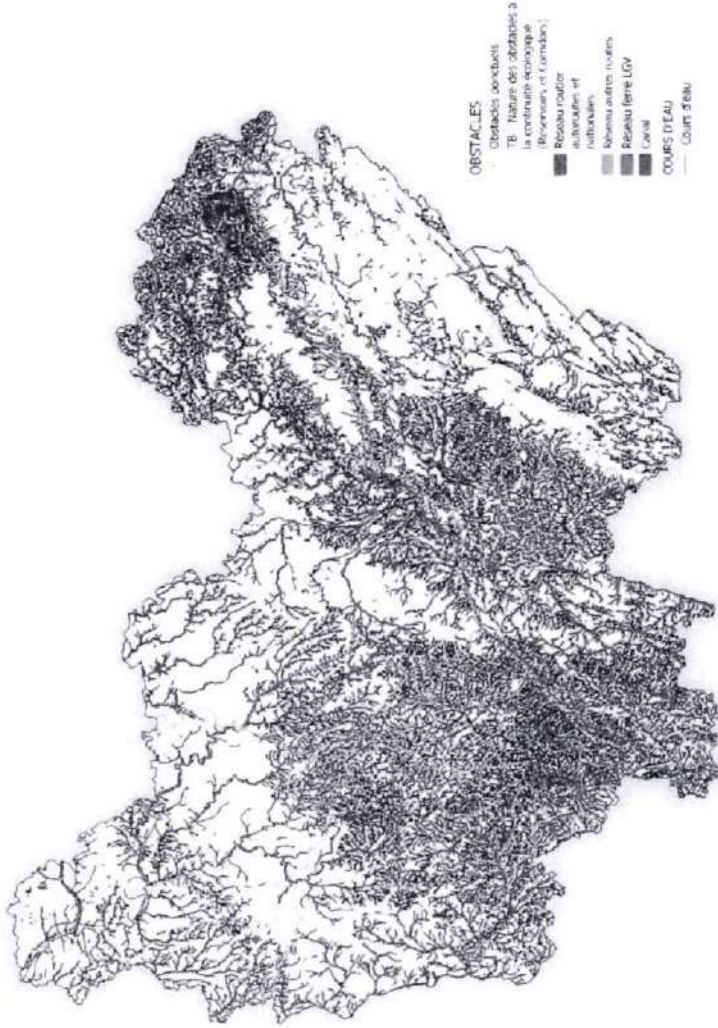 OBSTACLES
Obstacles ponctuels
TB Nature des obstacles à
la continuité écologique
(Réservoirs et Corridors)
Réseau routier
autoroutes et
nationales
Réseau autres routes
Réseau ferré LGV
Canal
COURS D'EAU
Cours d'eau